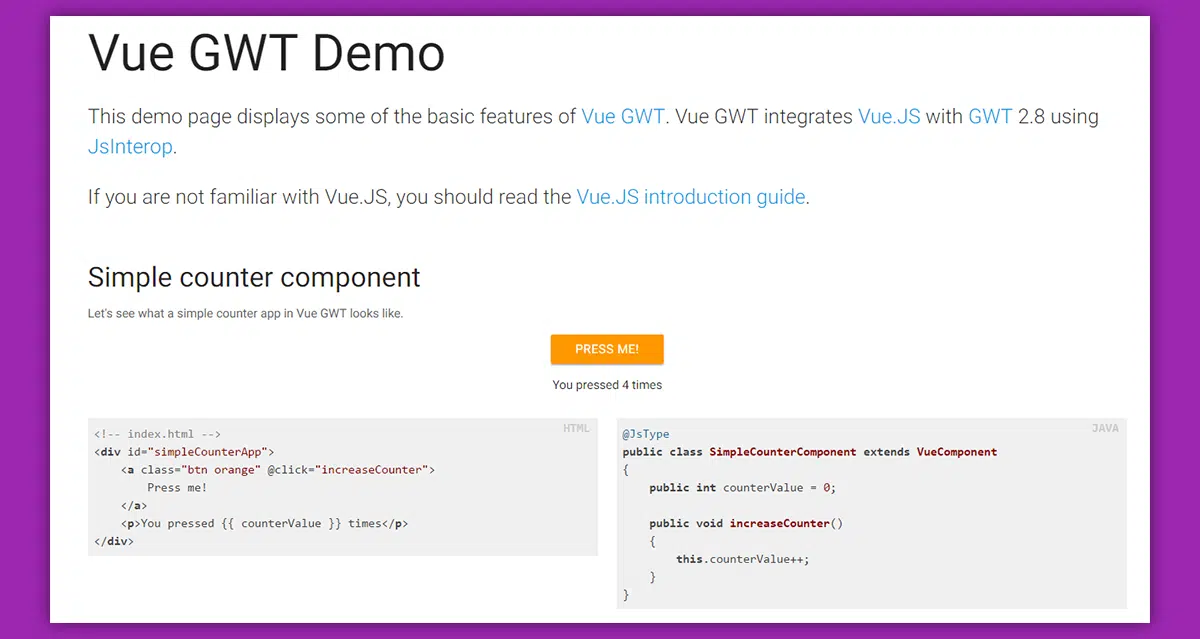 Vue GWT Demo
This demo page displays some of the basic features of Vue GWT. Vue GWT integrates Vue.JS with GWT 2.8 using
JsInterop.
If you are not familiar with Vue.JS, you should read the Vue.JS introduction guide.
Simple counter component
Let's see what a simple counter app in Vue GWT looks like.
PRESS ME!
You pressed 4 times
HTML
<!-- index.html -->
<div id="simpleCounterApp">
    <a class="btn orange" @click="increaseCounter">
        Press me!
    </a>
    <p>You pressed {{ counterValue }} times</p>
</div>
JAVA
@JsType
public class SimpleCounterComponent extends VueComponent
{
    public int counterValue = 0;
    public void increaseCounter()
    {
        this.counterValue++;
    }
}